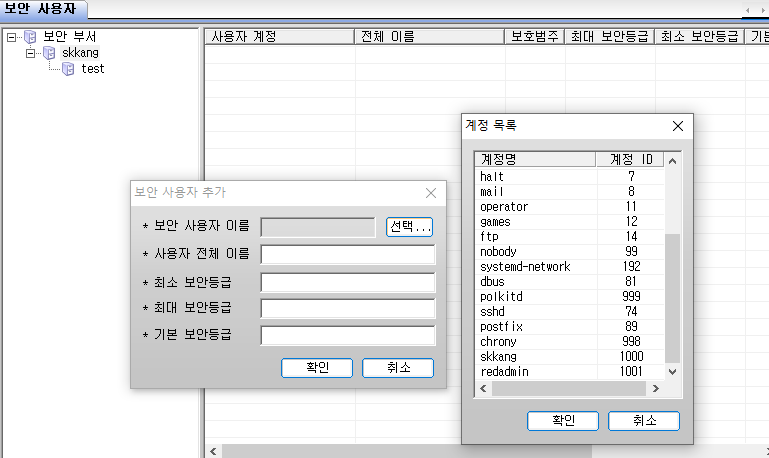 보안 사용자
보안 부서
skkang
test
사용자 계정 전체 이름 보호범주 최대 보안등급 최소 보안등급 기본
보안 사용자 추가
* 보안 사용자 이름 선택...
* 사용자 전체 이름
* 최소 보안등급
* 최대 보안등급
* 기본 보안등급
확인 취소
계정 목록
계정명 계정 ID
halt 7
mail 8
operator 11
games 12
ftp 14
nobody 99
systemd-network 192
dbus 81
polkitd 999
sshd 74
postfix 89
chrony 998
skkang 1000
redadmin 1001
확인 취소